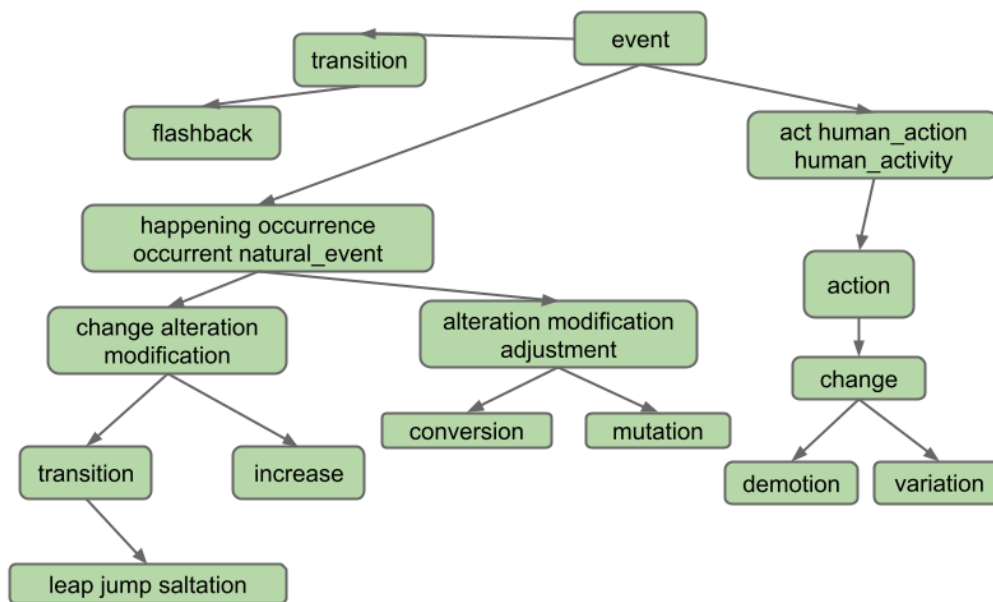 event
transition
flashback
act human_action
human_activity
happening occurrence
occurrent natural_event
action
change alteration
modification
alteration modification
adjustment
change
conversion
mutation
transition
increase
demotion
variation
leap jump saltation